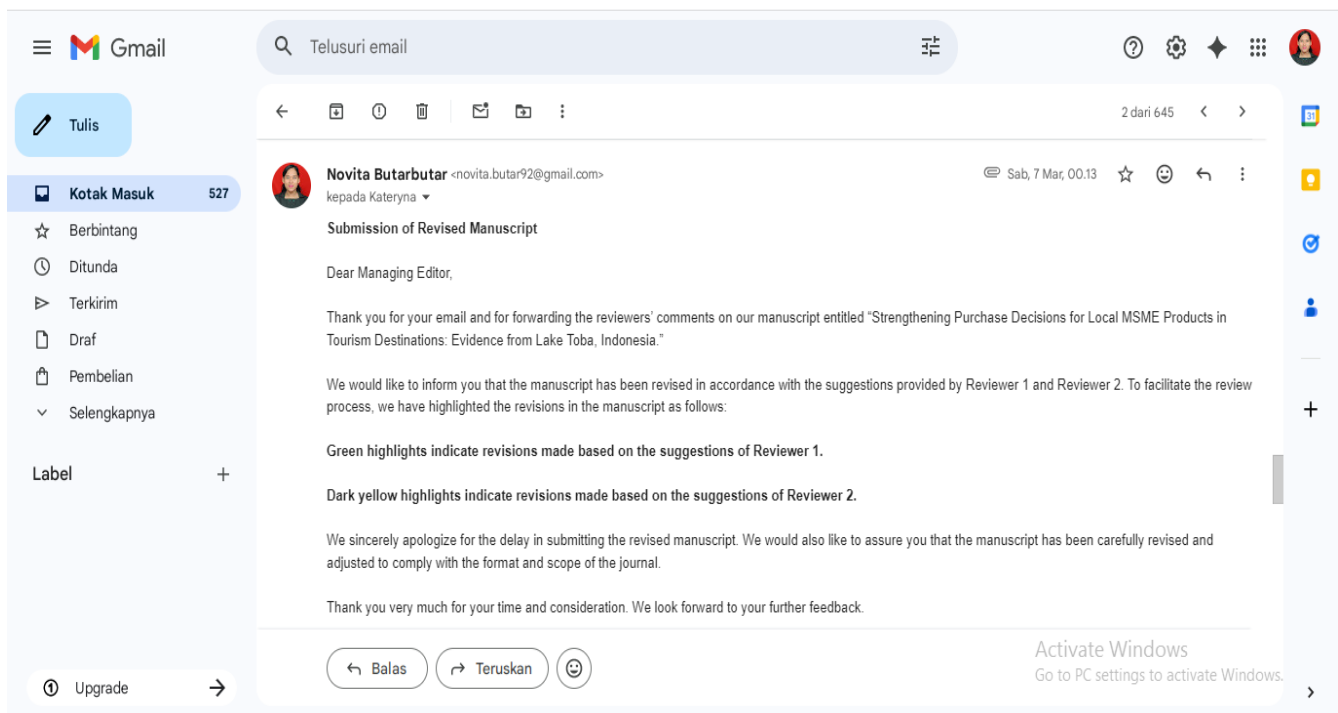 Gmail
Telusuri email
Tulis
2 dari 645
Kotak Masuk 527
Berbintang
Ditunda
Terkirim
Draf
Pembelian
Selengkapnya
Label
Upgrade
31
Novita Butarbutar <novita.butar92@gmail.com>
Sab, 7 Mar, 00.13
kepada Kateryna
Submission of Revised Manuscript
Dear Managing Editor,
Thank you for your email and for forwarding the reviewers' comments on our manuscript entitled “Strengthening Purchase Decisions for Local MSME Products in
Tourism Destinations: Evidence from Lake Toba, Indonesia.”
We would like to inform you that the manuscript has been revised in accordance with the suggestions provided by Reviewer 1 and Reviewer 2. To facilitate the review
process, we have highlighted the revisions in the manuscript as follows:
Green highlights indicate revisions made based on the suggestions of Reviewer 1.
Dark yellow highlights indicate revisions made based on the suggestions of Reviewer 2.
We sincerely apologize for the delay in submitting the revised manuscript. We would also like to assure you that the manuscript has been carefully revised and
adjusted to comply with the format and scope of the journal.
Thank you very much for your time and consideration. We look forward to your further feedback.
Balas
Teruskan
Activate Windows
Go to PC settings to activate Windows.